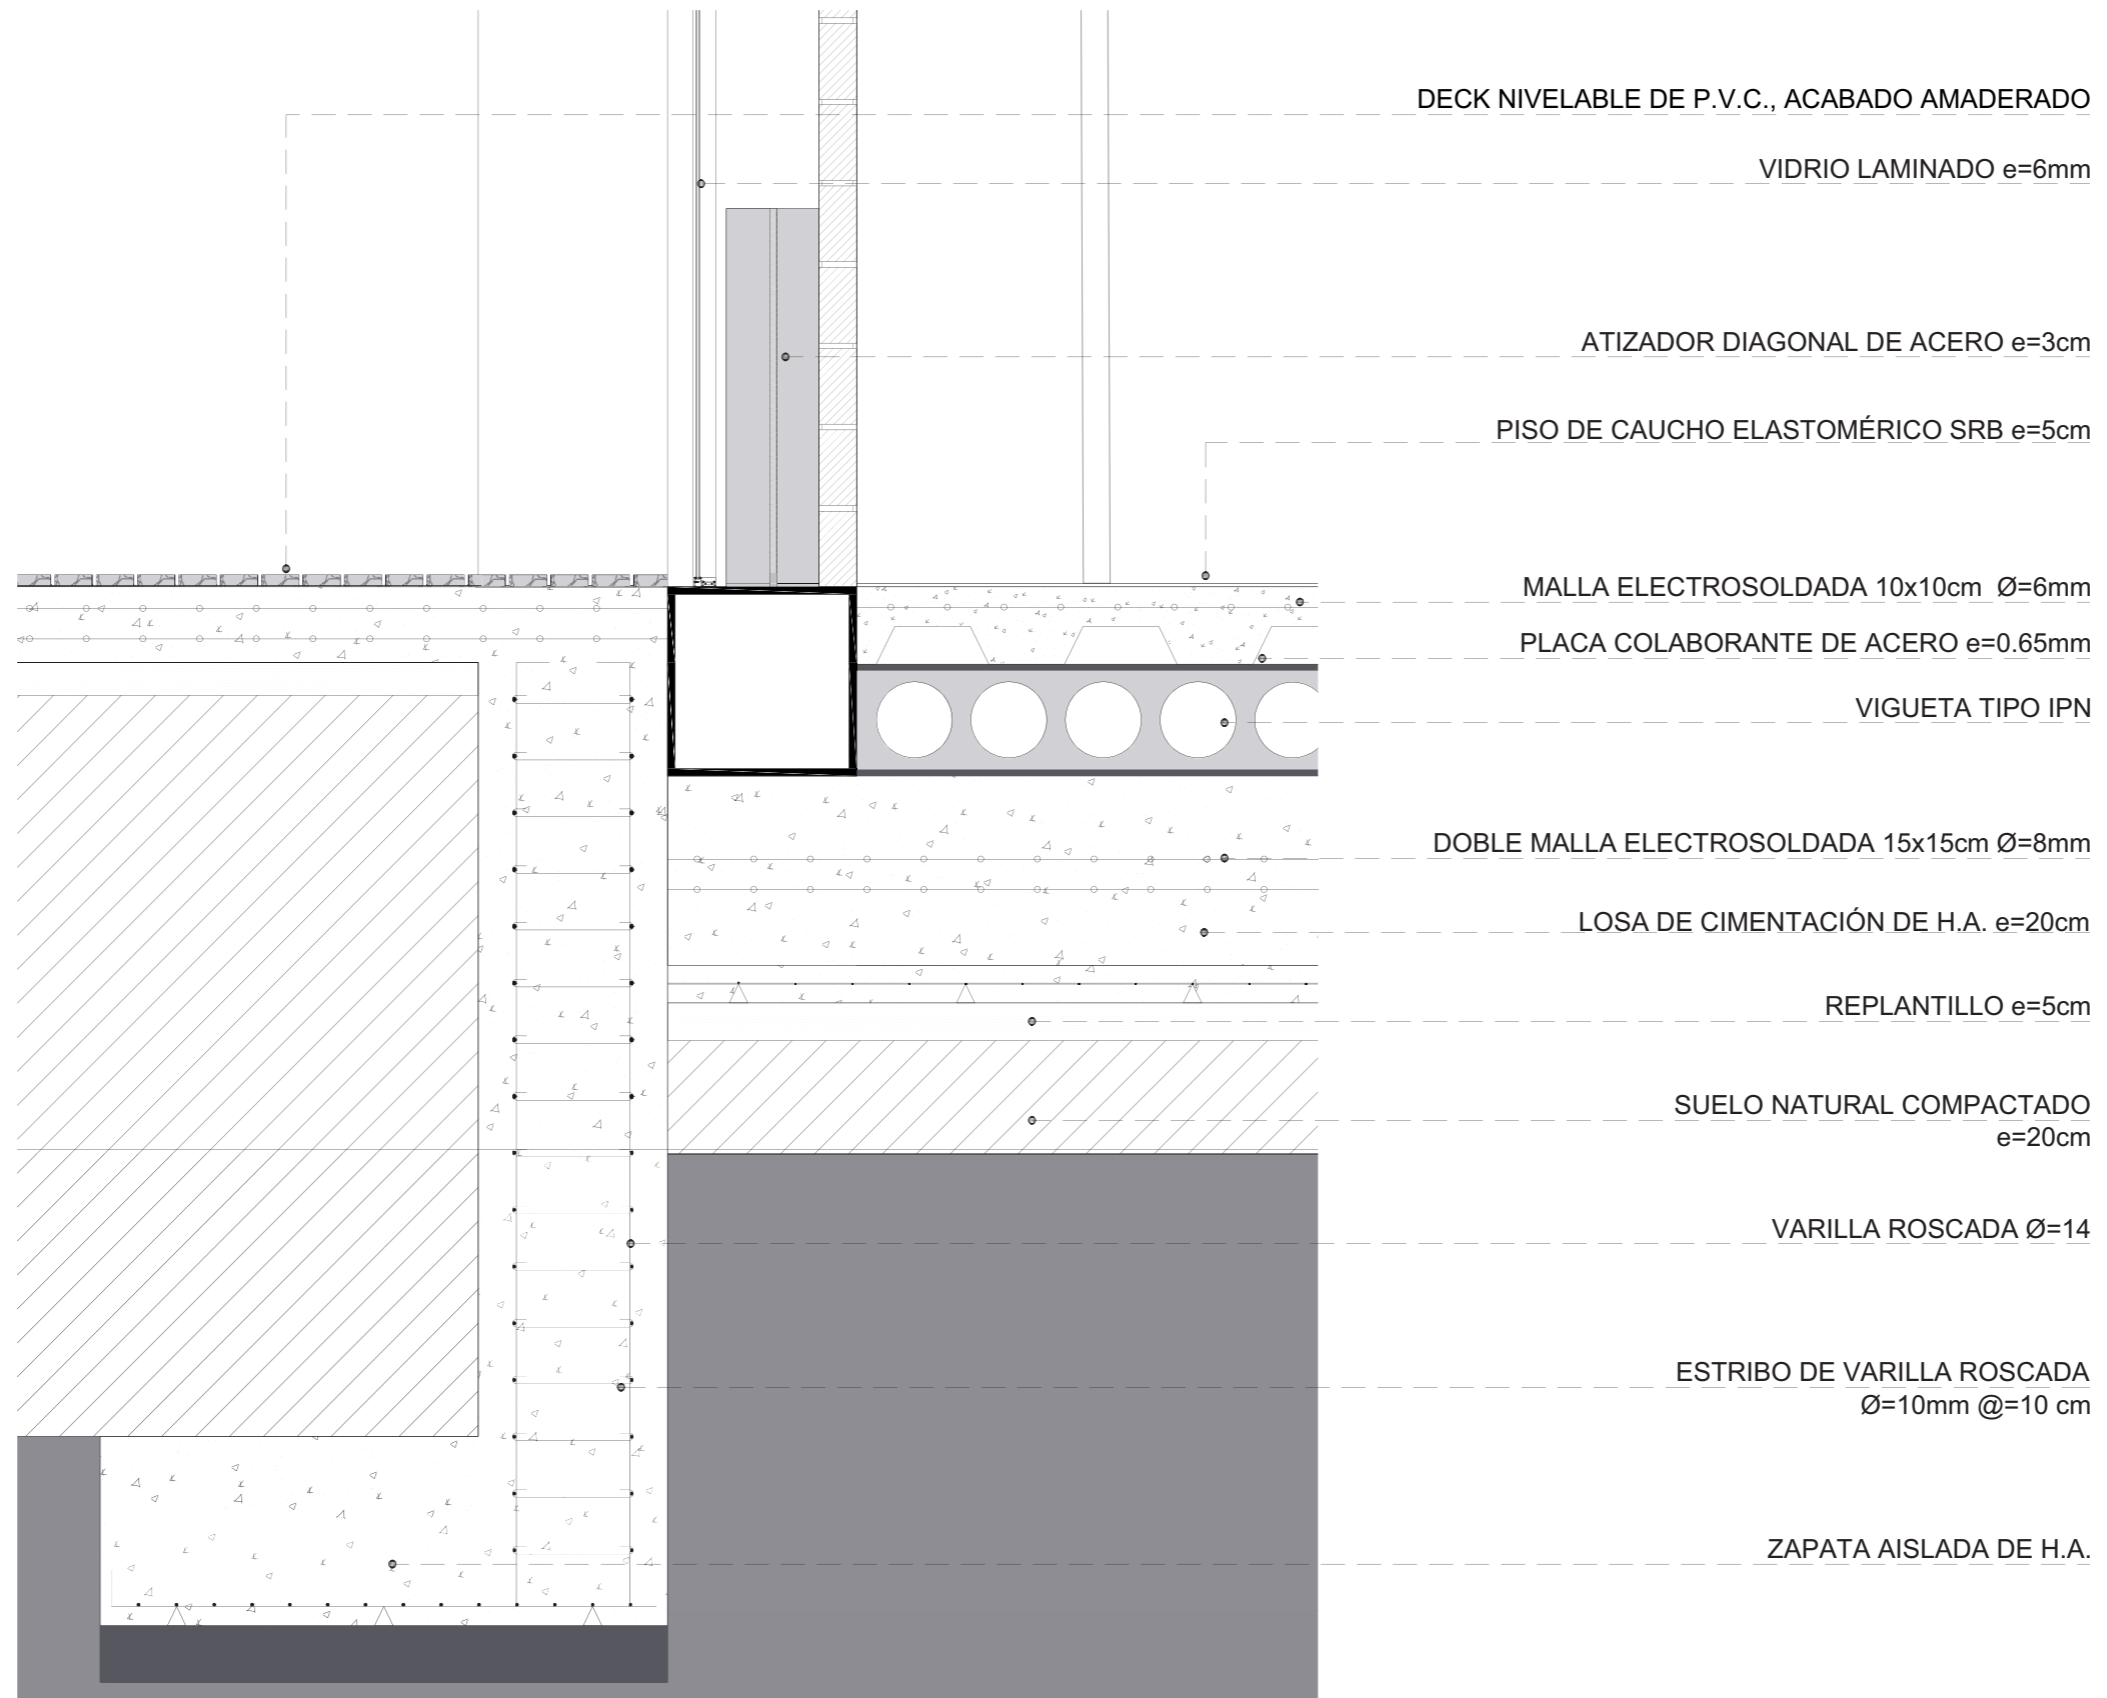 DECK NIVELABLE DE P.V.C., ACABADO AMADERADO
VIDRIO LAMINADO e=6mm
ATIZADOR DIAGONAL DE ACERO e=3cm
PISO DE CAUCHO ELASTOMÉRICO SRB e=5cm
MALLA ELECTROSOLDADA 10x10cm Ø=6mm
PLACA COLABORANTE DE ACERO e=0.65mm
VIGUETA TIPO IPN
DOBLE MALLA ELECTROSOLDADA 15x15cm Ø=8mm
LOSA DE CIMENTACIÓN DE H.A. e=20cm
REPLANTILLO e=5cm
SUELO NATURAL COMPACTADO
e=20cm
VARILLA ROSCADA Ø=14
ESTRIBO DE VARILLA ROSCADA
Ø=10mm @=10 cm
ZAPATA AISLADA DE H.A.